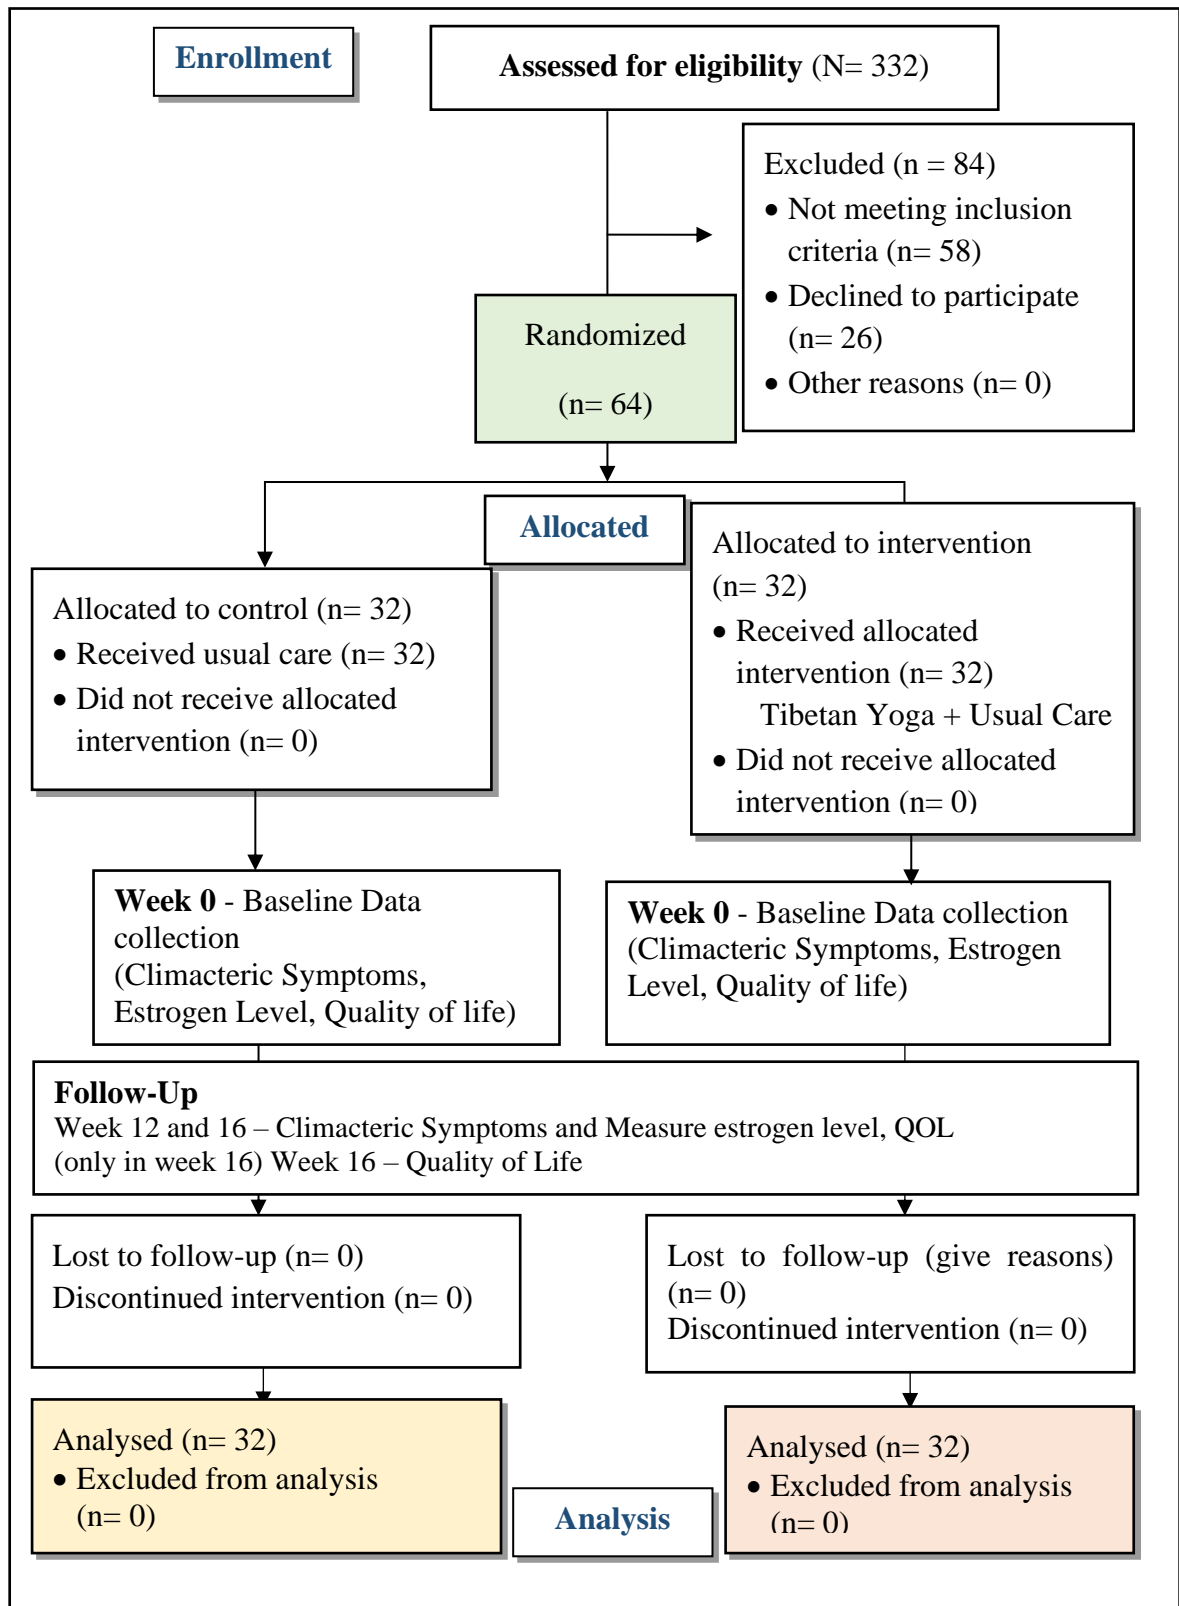 Enrollment
Assessed for eligibility (N= 332)
Excluded (n = 84)
• Not meeting inclusion
criteria (n= 58)
• Declined to participate
(n= 26)
• Other reasons (n= 0)
Randomized
(n= 64)
Allocated
Allocated to control (n= 32)
• Received usual care (n= 32)
• Did not receive allocated
intervention (n= 0)
Allocated to intervention
(n= 32)
• Received allocated
intervention (n= 32)
Tibetan Yoga + Usual Care
• Did not receive allocated
intervention (n= 0)
Week 0 - Baseline Data
collection
(Climacteric Symptoms,
Estrogen Level, Quality of life)
Week 0 - Baseline Data collection
(Climacteric Symptoms, Estrogen
Level, Quality of life)
Follow-Up
Week 12 and 16 – Climacteric Symptoms and Measure estrogen level, QOL
(only in week 16) Week 16 – Quality of Life
Lost to follow-up (n= 0)
Discontinued intervention (n= 0)
Lost to follow-up (give reasons)
(n= 0)
Discontinued intervention (n= 0)
Analysed (n= 32)
• Excluded from analysis
(n= 0)
Analysed (n= 32)
• Excluded from analysis
(n= 0)
Analysis